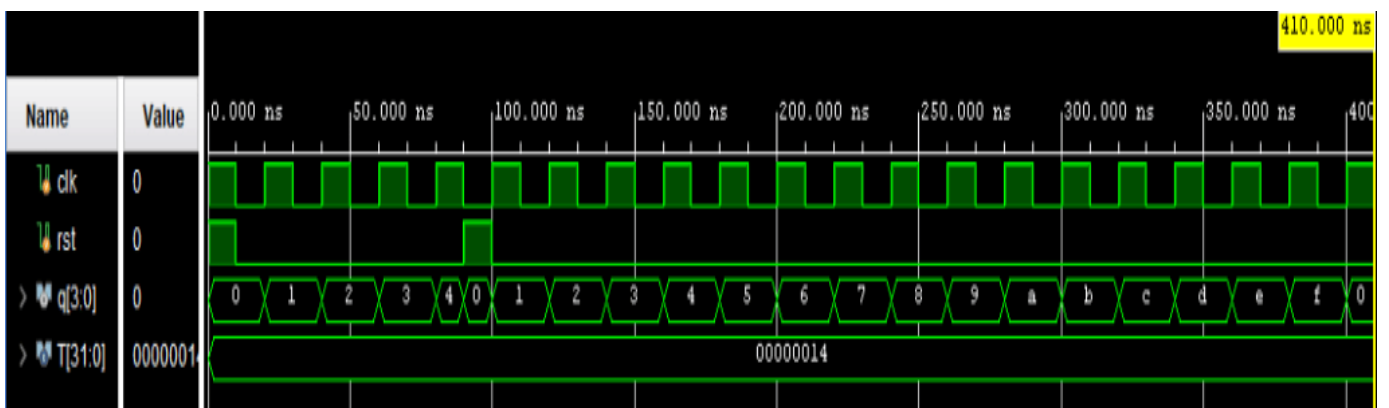 410.000 ns
Name Value 0.000 ns 50.000 ns 100.000 ns 150.000 ns 200.000 ns 250.000 ns 300.000 ns 350.000 ns 400
clk 0
rst 0
> q[3:0] 0 0 1 2 3 4 0 1 2 3 4 5 6 7 8 9 a b c d e f 0
> T[31:0] 00000014 00000014